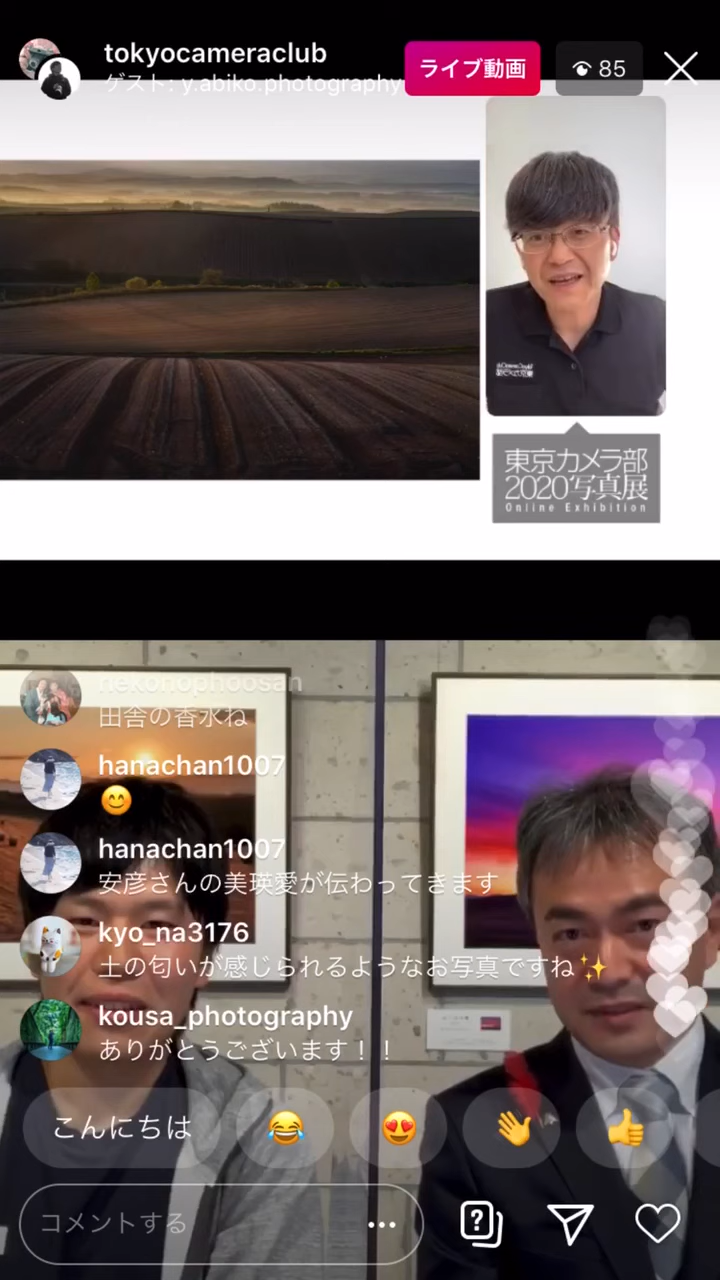 tokyocameraclub
ゲスト: y.abiko.photography
ライブ動画
85
東京カメラ部
2020写真展
Online Exhibition
nekonophoosan
田舎の香水ね
hanachan1007
😊
hanachan1007
安彦さんの美瑛愛が伝わってきます
kyo_na3176
土の匂いが感じられるようなお写真ですね✨
kousa_photography
ありがとうございます！！
こんにちは 😂 😍 👋 👍
コメントする